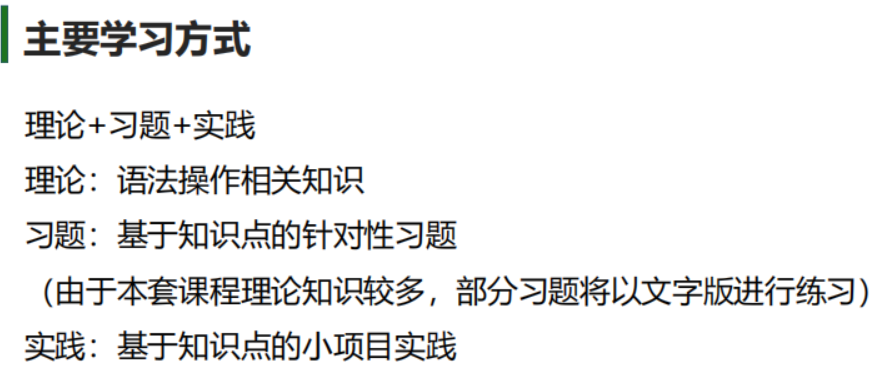 主要学习方式
理论+习题+实践
理论：语法操作相关知识
习题：基于知识点的针对性习题
（由于本套课程理论知识较多，部分习题将以文字版进行练习）
实践：基于知识点的小项目实践